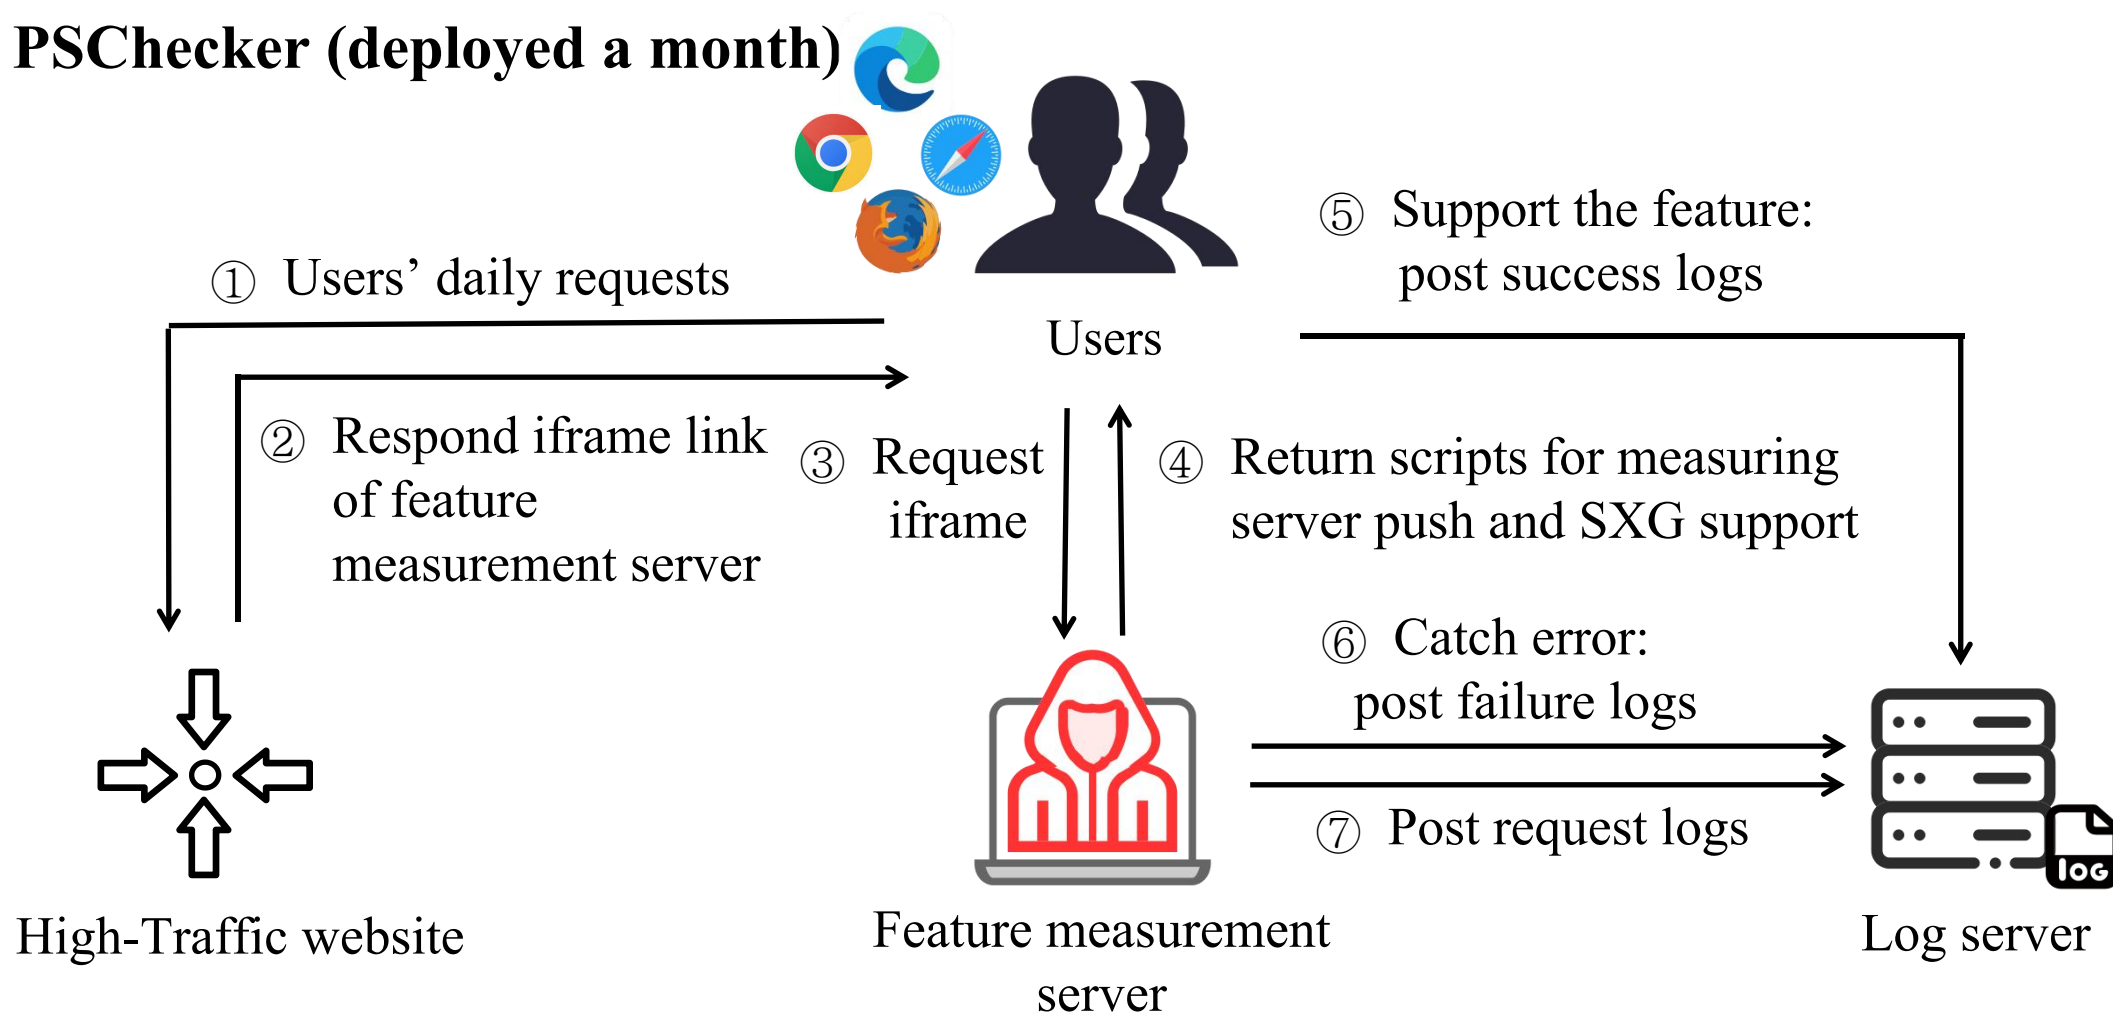 PSChecker (deployed a month)
① Users’ daily requests
Users
⑤ Support the feature:
post success logs
② Respond iframe link
of feature
measurement server
③ Request
iframe
④ Return scripts for measuring
server push and SXG support
⑥ Catch error:
post failure logs
⑦ Post request logs
LOG
High-Traffic website
Feature measurement
server
Log server